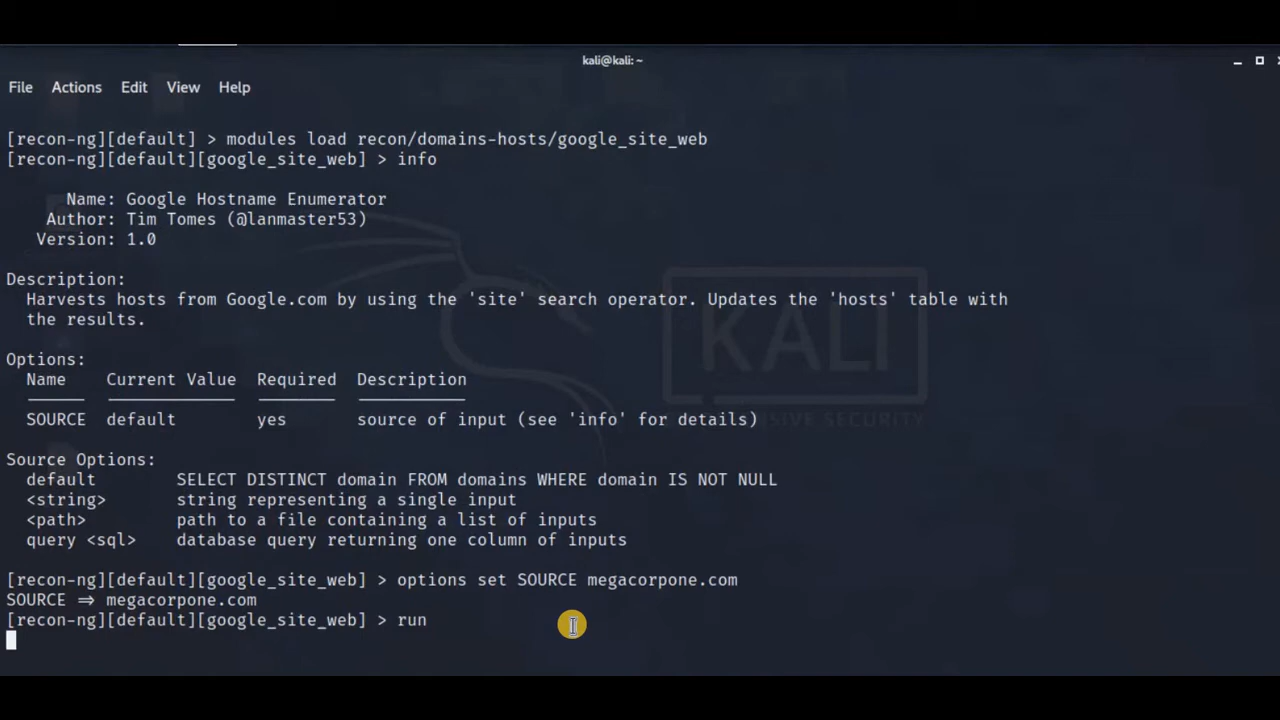 kali@kali: ~
File Actions Edit View Help
[recon-ng][default] > modules load recon/domains-hosts/google_site_web
[recon-ng][default][google_site_web] > info
Name: Google Hostname Enumerator
Author: Tim Tomes (@lanmaster53)
Version: 1.0
Description:
Harvests hosts from Google.com by using the 'site' search operator. Updates the 'hosts' table with
the results.
Options:
Name Current Value Required Description
SOURCE default yes source of input (see 'info' for details)
Source Options:
default SELECT DISTINCT domain FROM domains WHERE domain IS NOT NULL
<string> string representing a single input
<path> path to a file containing a list of inputs
query <sql> database query returning one column of inputs
[recon-ng][default][google_site_web] > options set SOURCE megacorpone.com
SOURCE ⇒ megacorpone.com
[recon-ng][default][google_site_web] > run
KALI
NSIVE SECURITY